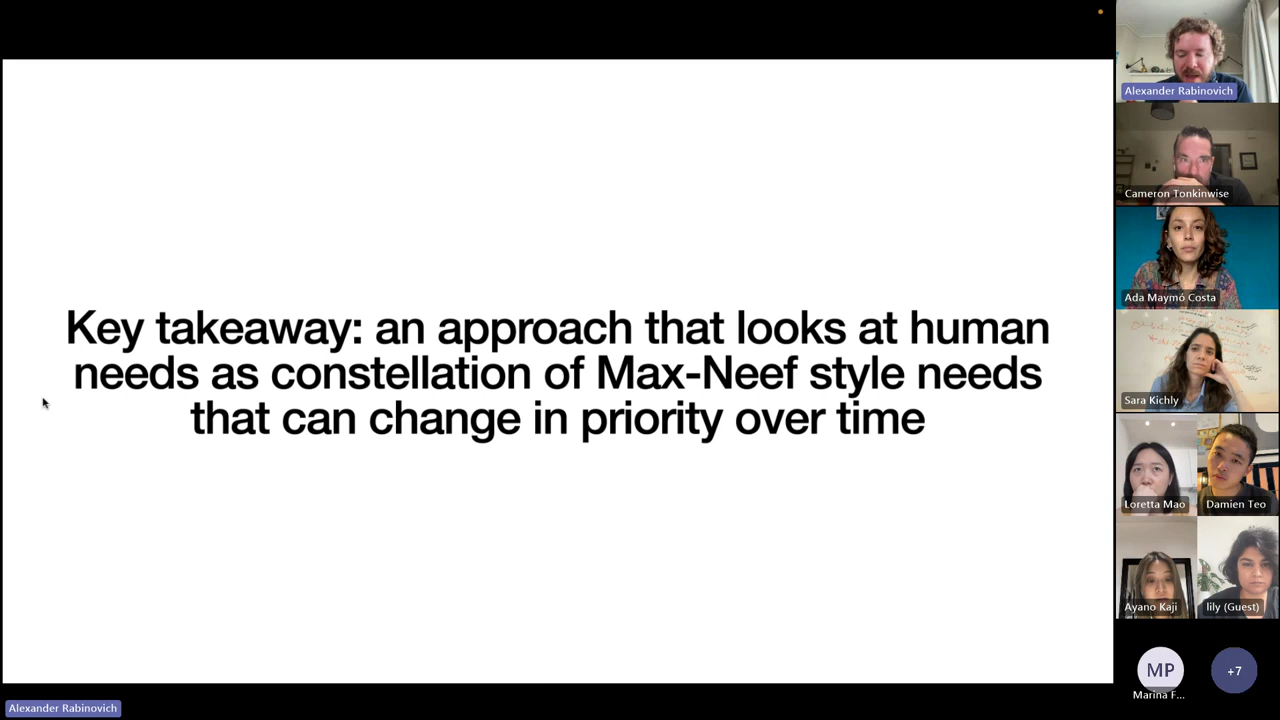 Key takeaway: an approach that looks at human
needs as constellation of Max-Neef style needs
that can change in priority over time
Alexander Rabinovich
Cameron Tonkinwise
Ada Maymó Costa
Sara Kichly
Loretta Mao
Damien Teo
Ayano Kaji
lily (Guest)
MP
+7
Marina F...
Alexander Rabinovich